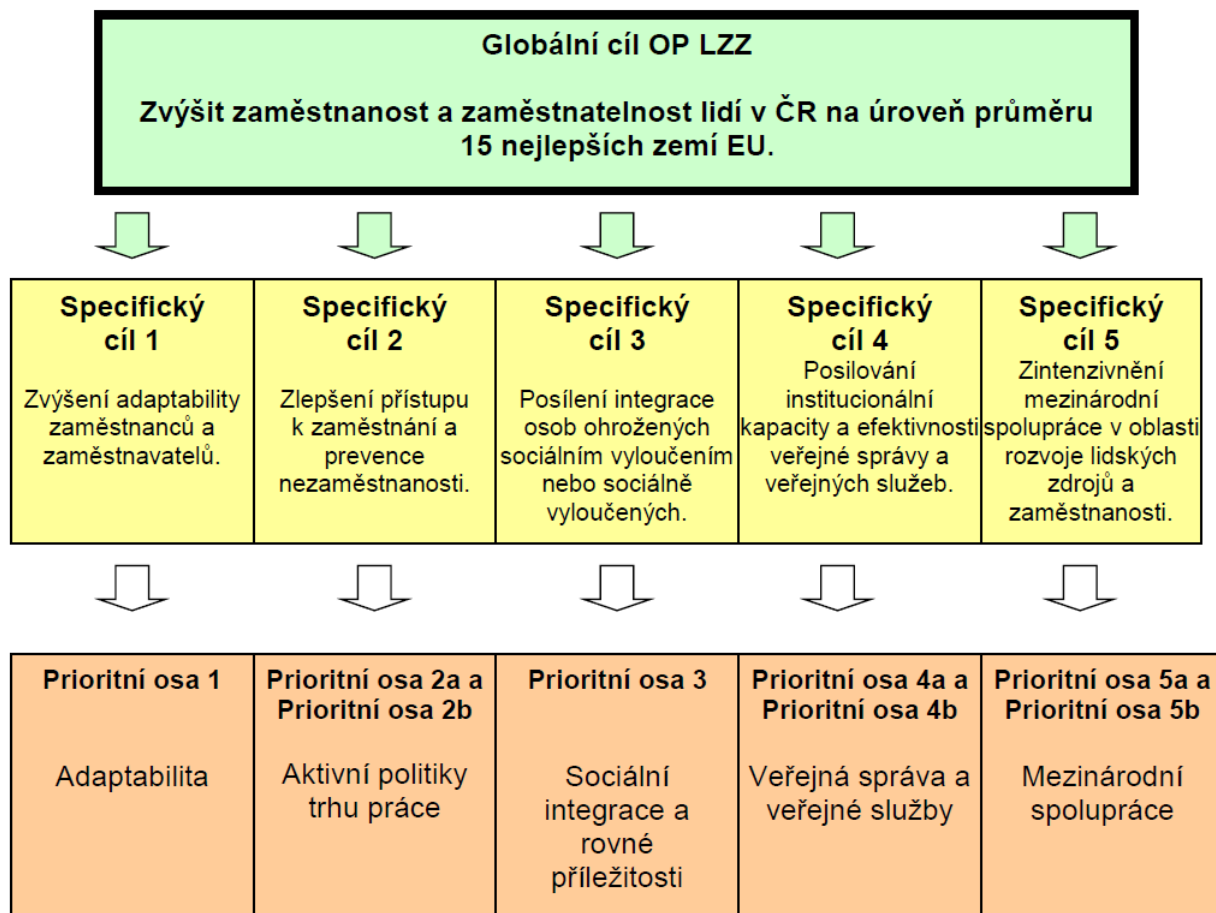 Globální cíl OP LZZ
Zvýšit zaměstnanost a zaměstnatelnost lidí v ČR na úroveň průměru
15 nejlepších zemí EU.
Specifický
cíl 1
Zvýšení adaptability
zaměstnanců a
zaměstnavatelů.
Specifický
cíl 2
Zlepšení přístupu
k zaměstnání a
prevence
nezaměstnanosti.
Specifický
cíl 3
Posílení integrace
osob ohrožených
sociálním vyloučením
nebo sociálně
vyloučených.
Specifický
cíl 4
Posilování
institucionální
kapacity a efektivnosti
veřejné správy a
veřejných služeb.
Specifický
cíl 5
Zintenzivnění
mezinárodní
spolupráce v oblasti
rozvoje lidských
zdrojů a
zaměstnanosti.
Prioritní osa 1
Adaptabilita
Prioritní osa 2a a
Prioritní osa 2b
Aktivní politiky
trhu práce
Prioritní osa 3
Sociální
integrace a
rovné
příležitosti
Prioritní osa 4a a
Prioritní osa 4b
Veřejná správa a
veřejné služby
Prioritní osa 5a a
Prioritní osa 5b
Mezinárodní
spolupráce